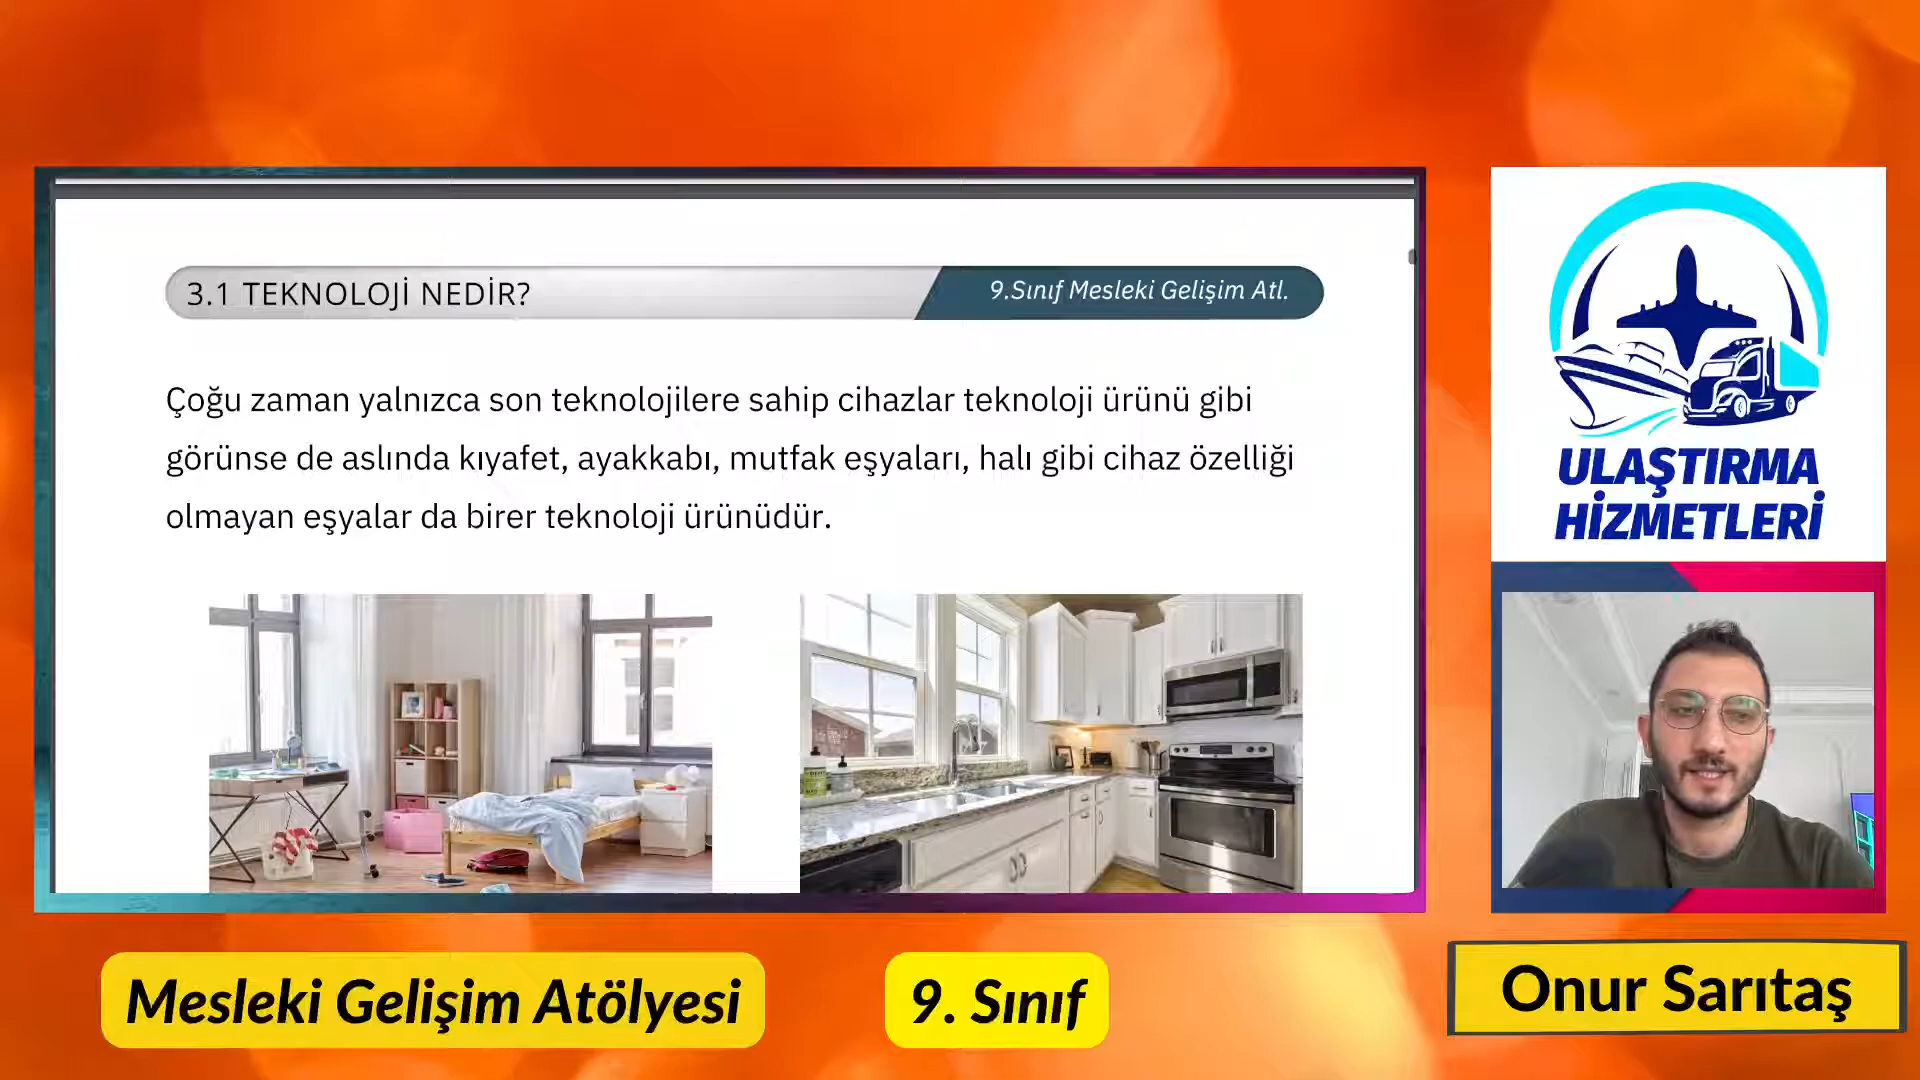 3.1 TEKNOLOJİ NEDİR?
9.Sınıf Mesleki Gelişim Atl.
Çoğu zaman yalnızca son teknolojilere sahip cihazlar teknoloji ürünü gibi
görünse de aslında kıyafet, ayakkabı, mutfak eşyaları, halı gibi cihaz özelliği
olmayan eşyalar da birer teknoloji ürünüdür.
ULAŞTIRMA
HİZMETLERİ
Mesleki Gelişim Atölyesi
9. Sınıf
Onur Sarıtaş